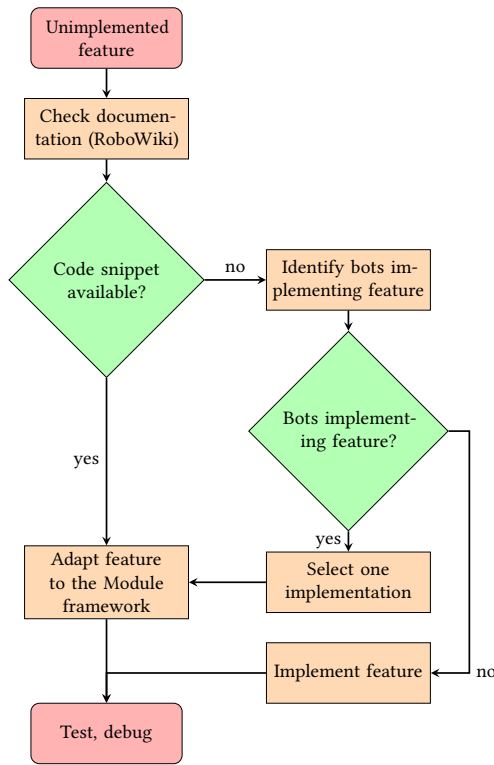 Unimplemented
feature
Check documen-
tation (RoboWiki)
Code snippet
available?
no
Identify bots im-
plementing feature
Bots implement-
ing feature?
yes
yes
Adapt feature
to the Module
framework
Select one
implementation
Implement feature
no
Test, debug